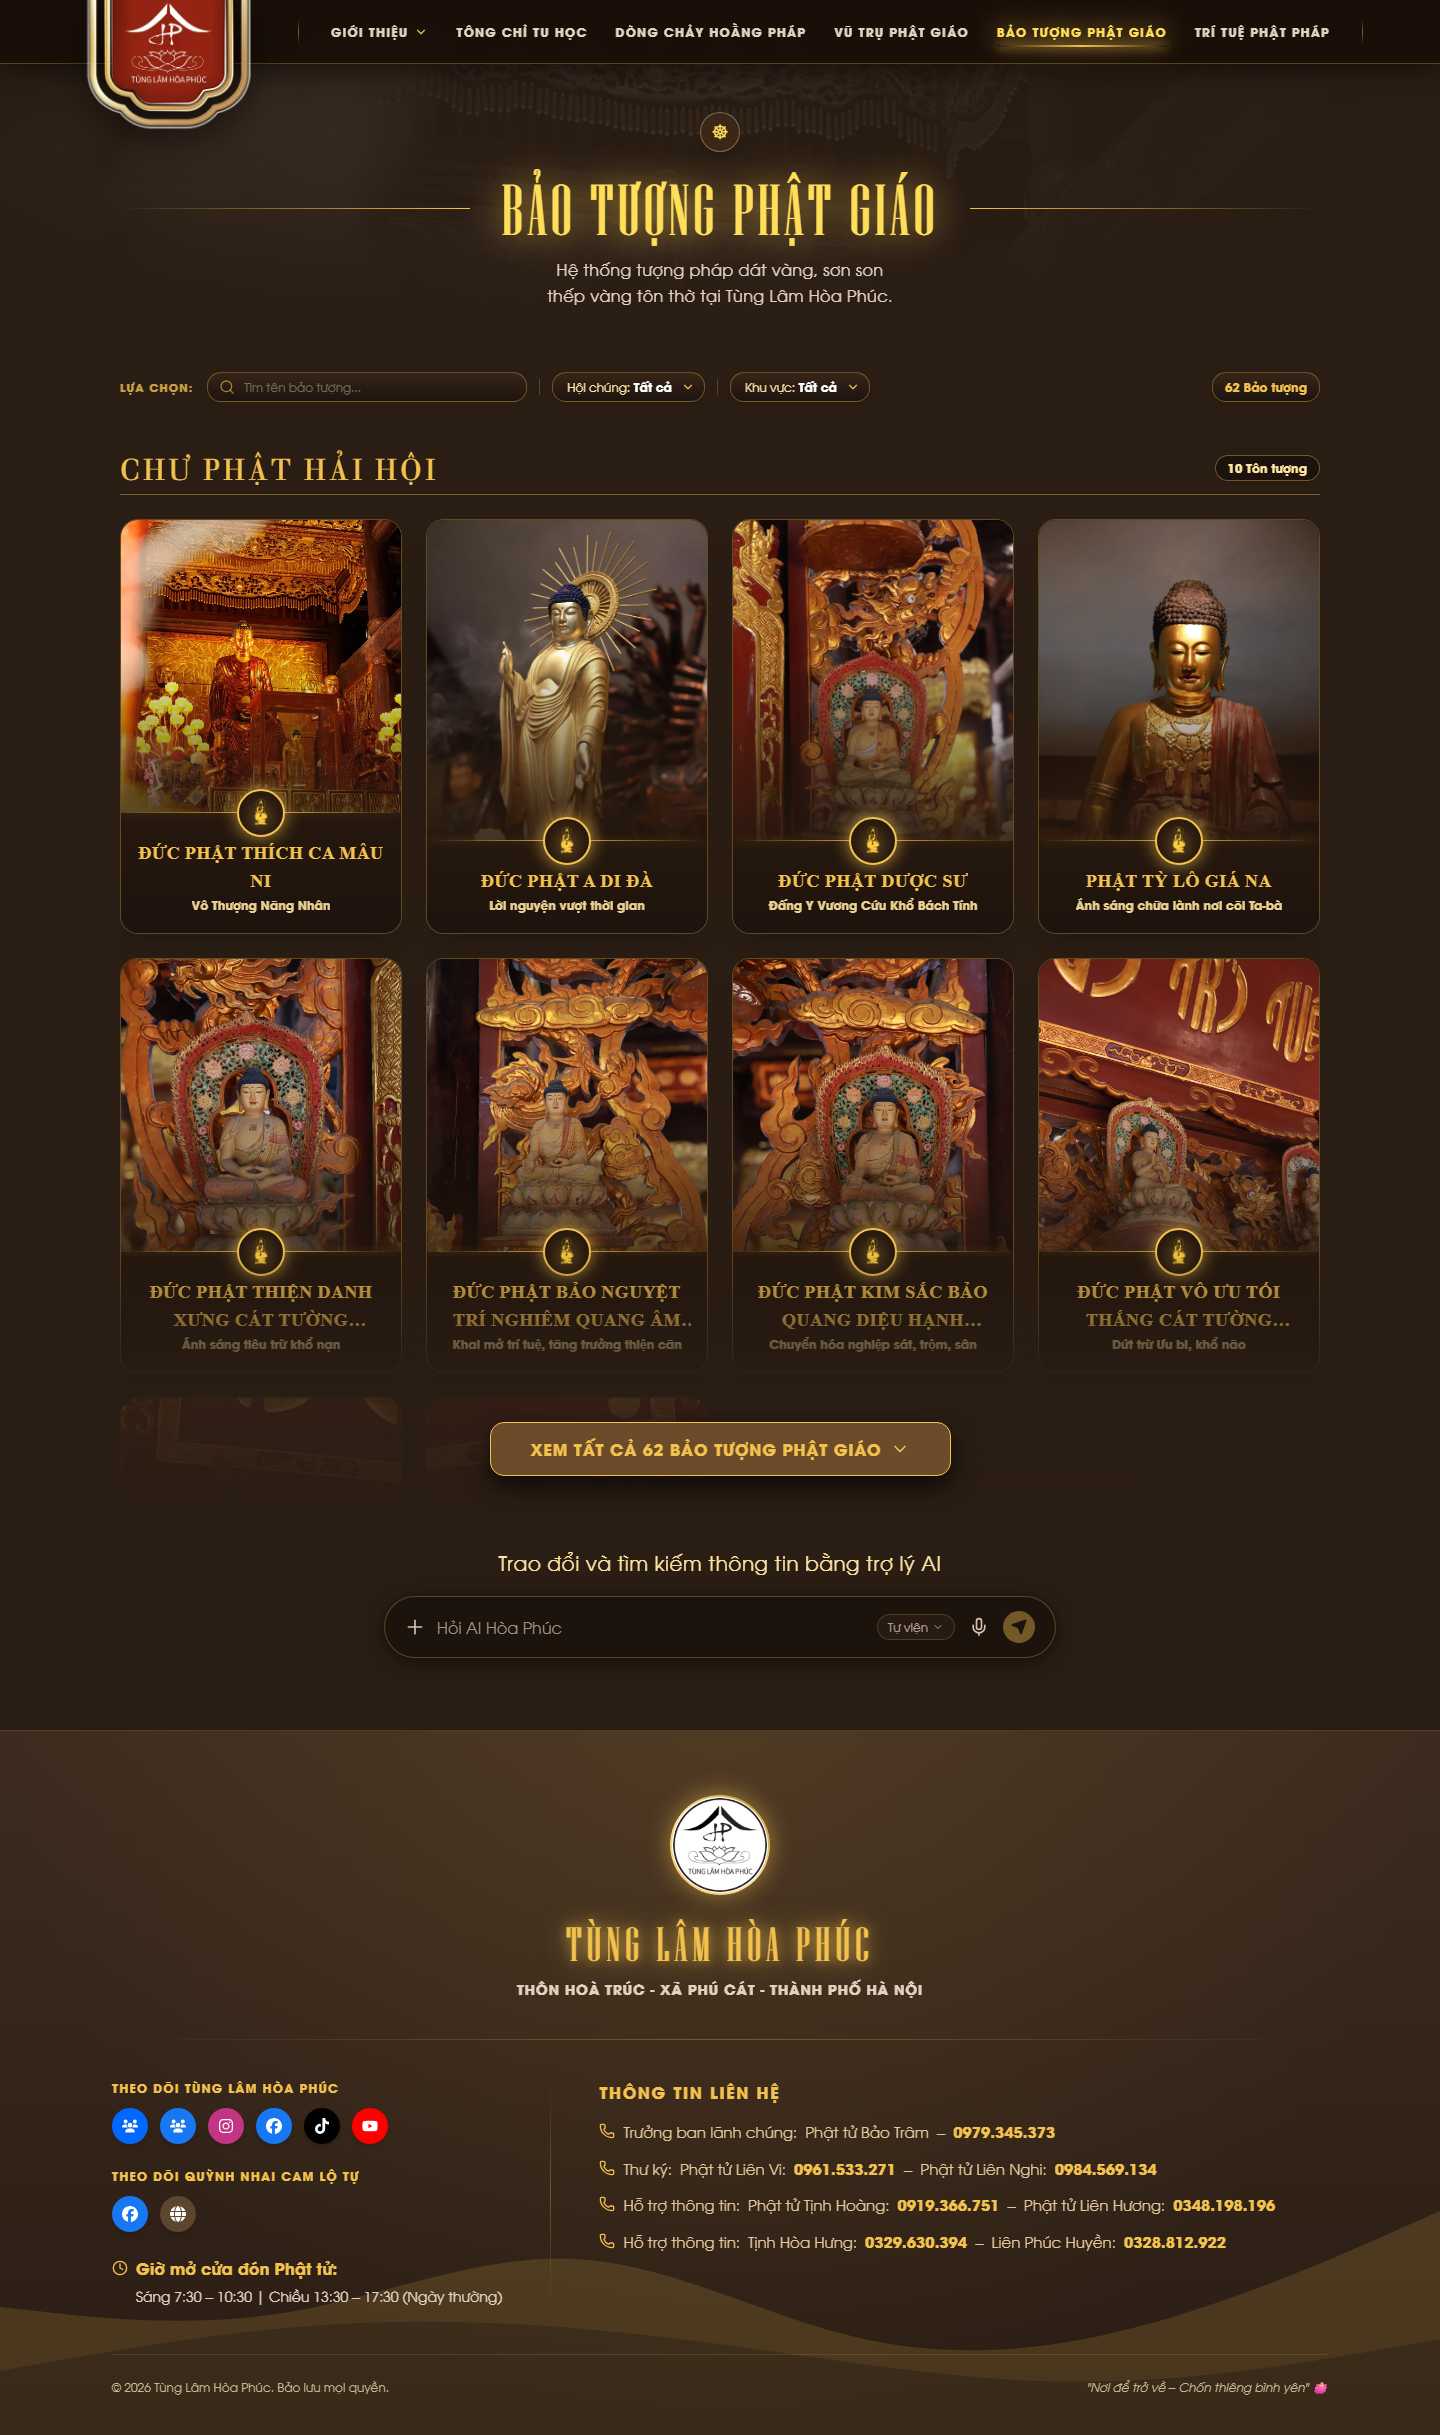 TÙNG LÂM HÒA PHÚC
GIỚI THIỆU
TÔNG CHỈ TU HỌC
DÒNG CHẢY HOẰNG PHÁP
VŨ TRỤ PHẬT GIÁO
BẢO TƯỢNG PHẬT GIÁO
TRÍ TUỆ PHẬT PHÁP
BẢO TƯỢNG PHẬT GIÁO
Hệ thống tượng pháp dát vàng, sơn son
thếp vàng tôn thờ tại Tùng Lâm Hòa Phúc.
LỰA CHỌN:
Tìm tên bảo tượng...
Hội chúng: Tất cả
Khu vực: Tất cả
62 Bảo tượng
CHƯ PHẬT HẢI HỘI
10 Tôn tượng
ĐỨC PHẬT THÍCH CA MÂU
NI
Vô Thượng Năng Nhân
ĐỨC PHẬT A DI ĐÀ
Lời nguyện vượt thời gian
ĐỨC PHẬT DƯỢC SƯ
Đấng Y Vương Cứu Khổ Bách Tính
PHẬT TỲ LÔ GIÁ NA
Ánh sáng chữa lành nơi cõi Ta-bà
ĐỨC PHẬT THIỆN DANH
XƯNG CÁT TƯỜNG...
Ánh sáng tiêu trừ khổ nạn
ĐỨC PHẬT BẢO NGUYỆT
TRÍ NGHIÊM QUANG ÂM..
Khai mở trí tuệ, tăng trưởng thiện căn
ĐỨC PHẬT KIM SẮC BẢO
QUANG DIỆU HẠNH...
Chuyển hóa nghiệp sát, trộm, sân
ĐỨC PHẬT VÔ ƯU TỐI
THẮNG CÁT TƯỜNG...
Dứt trừ Ưu bi, khổ não
XEM TẤT CẢ 62 BẢO TƯỢNG PHẬT GIÁO
Trao đổi và tìm kiếm thông tin bằng trợ lý AI
Hỏi AI Hòa Phúc
Tự viện
TÙNG LÂM HÒA PHÚC
TÙNG LÂM HÒA PHÚC
THÔN HOÀ TRÚC - XÃ PHÚ CÁT - THÀNH PHỐ HÀ NỘI
THEO DÕI TÙNG LÂM HÒA PHÚC
THEO DÕI QUỲNH NHAI CAM LỘ TỰ
Giờ mở cửa đón Phật tử:
Sáng 7:30 – 10:30 | Chiều 13:30 – 17:30 (Ngày thường)
THÔNG TIN LIÊN HỆ
Trưởng ban lãnh chúng: Phật tử Bảo Trâm – 0979.345.373
Thư ký: Phật tử Liên Vi: 0961.533.271 – Phật tử Liên Nghi: 0984.569.134
Hỗ trợ thông tin: Phật tử Tịnh Hoàng: 0919.366.751 – Phật tử Liên Hương: 0348.198.196
Hỗ trợ thông tin: Tịnh Hòa Hưng: 0329.630.394 – Liên Phúc Huyền: 0328.812.922
© 2026 Tùng Lâm Hòa Phúc. Bảo lưu mọi quyền.
"Nơi để trở về – Chốn thiêng bình yên" 🪷